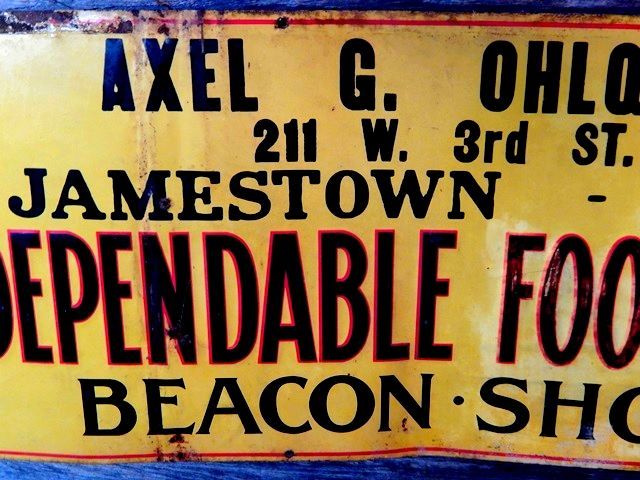 AXEL G. OHLQ
211 W. 3rd ST.
JAMESTOWN -
DEPENDABLE FOO
BEACON · SHO